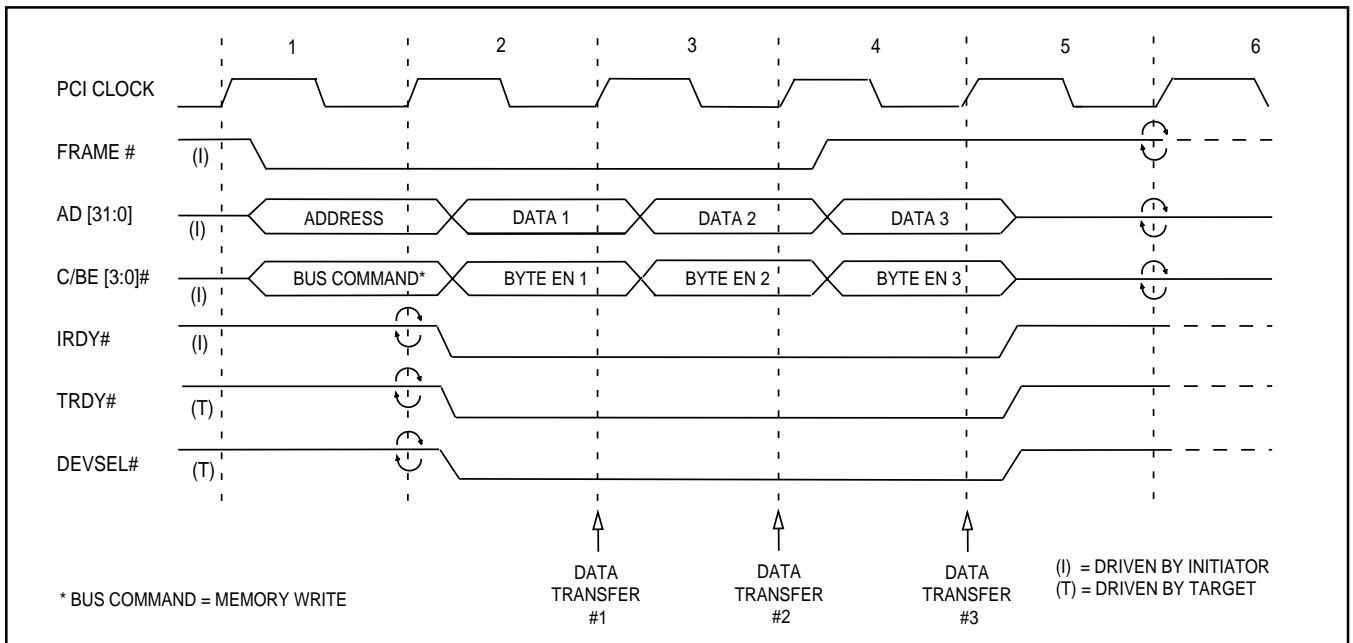 1 2 3 4 5 6
PCI CLOCK
FRAME # (I)
AD [31:0] (I) ADDRESS DATA 1 DATA 2 DATA 3
C/BE [3:0]# (I) BUS COMMAND* BYTE EN 1 BYTE EN 2 BYTE EN 3
IRDY# (I)
TRDY# (T)
DEVSEL# (T)
DATA TRANSFER #1
DATA TRANSFER #2
DATA TRANSFER #3
(I) = DRIVEN BY INITIATOR
(T) = DRIVEN BY TARGET
* BUS COMMAND = MEMORY WRITE